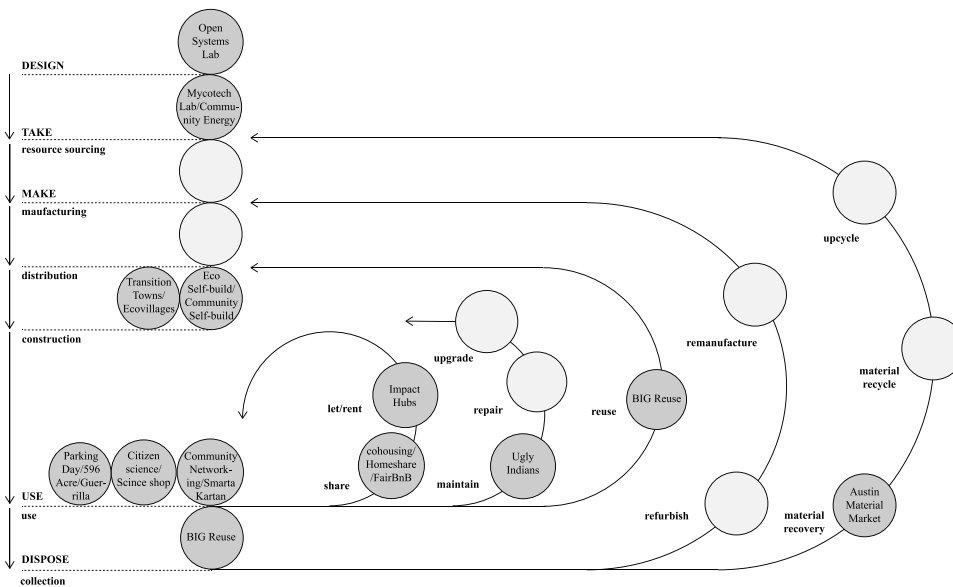 Open
Systems
Lab
DESIGN
Mycotech
Lab/Commu-
nity Energy
TAKE
resource sourcing
MAKE
maufacturing
upcycle
distribution
Transition
Towns/
Ecovillages
Eco
Self-build/
Community
Self-build
construction
upgrade
remanufacture
material
recycle
let/rent
Impact
Hubs
repair
reuse
BIG Reuse
Parking
Day/596
Acre/Guer-
rilla
Citizen
science/
Scince shop
Community
Network-
ing/Smarta
Kartan
cohousing/
Homeshare
/FairBnB
share
Ugly
Indians
maintain
USE
use
refurbish
material
recovery
Austin
Material
Market
BIG Reuse
DISPOSE
collection